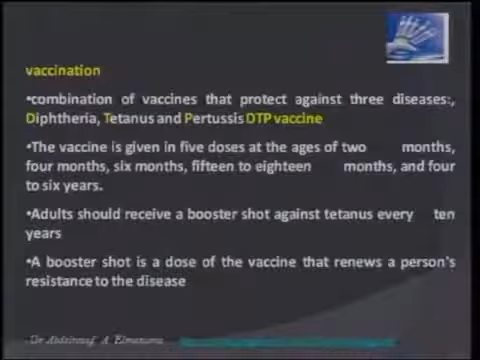 vaccination
•combination of vaccines that protect against three diseases:,
Diphtheria, Tetanus and Pertussis DTP vaccine
•The vaccine is given in five doses at the ages of two months,
four months, six months, fifteen to eighteen months, and four
to six years.
•Adults should receive a booster shot against tetanus every ten
years
•A booster shot is a dose of the vaccine that renews a person's
resistance to the disease
Dr Abdelraouf A. Elmanama